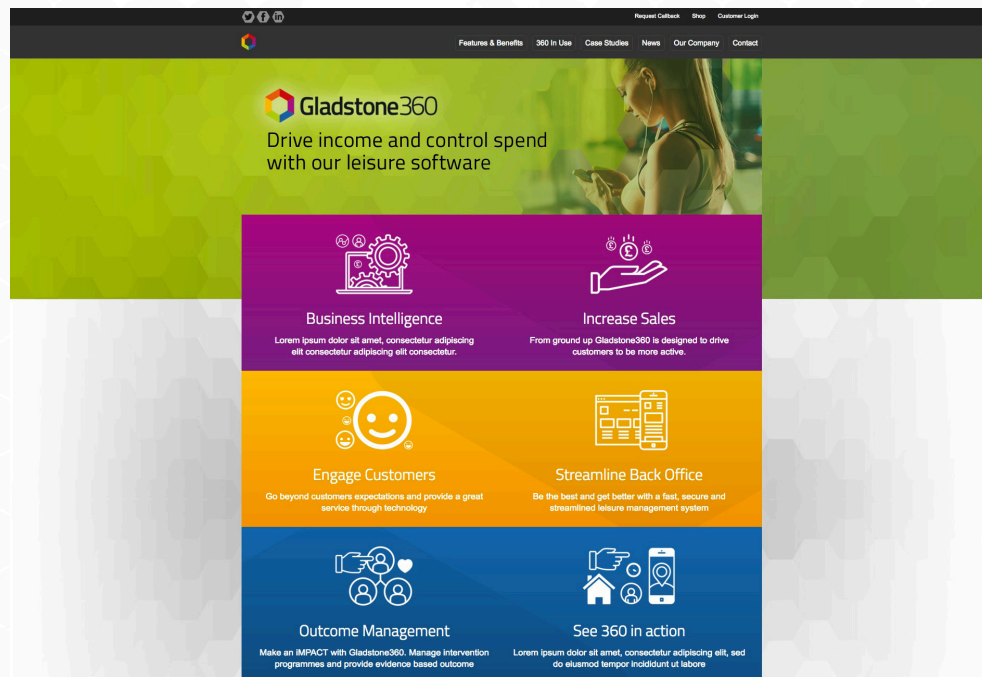 Request Callback Shop Customer Login
Features & Benefits 360 In Use Case Studies News Our Company Contact
Gladstone360
Drive income and control spend
with our leisure software
Business Intelligence
Lorem ipsum dolor sit amet, consectetur adipiscing
elit consectetur adipiscing elit consectetur.
Increase Sales
From ground up Gladstone360 is designed to drive
customers to be more active.
Engage Customers
Go beyond customers expectations and provide a great
service through technology
Streamline Back Office
Be the best and get better with a fast, secure and
streamlined leisure management system
Outcome Management
Make an iMPACT with Gladstone360. Manage intervention
programmes and provide evidence based outcome
See 360 in action
Lorem ipsum dolor sit amet, consectetur adipiscing elit, sed
do eiusmod tempor incididunt ut labore